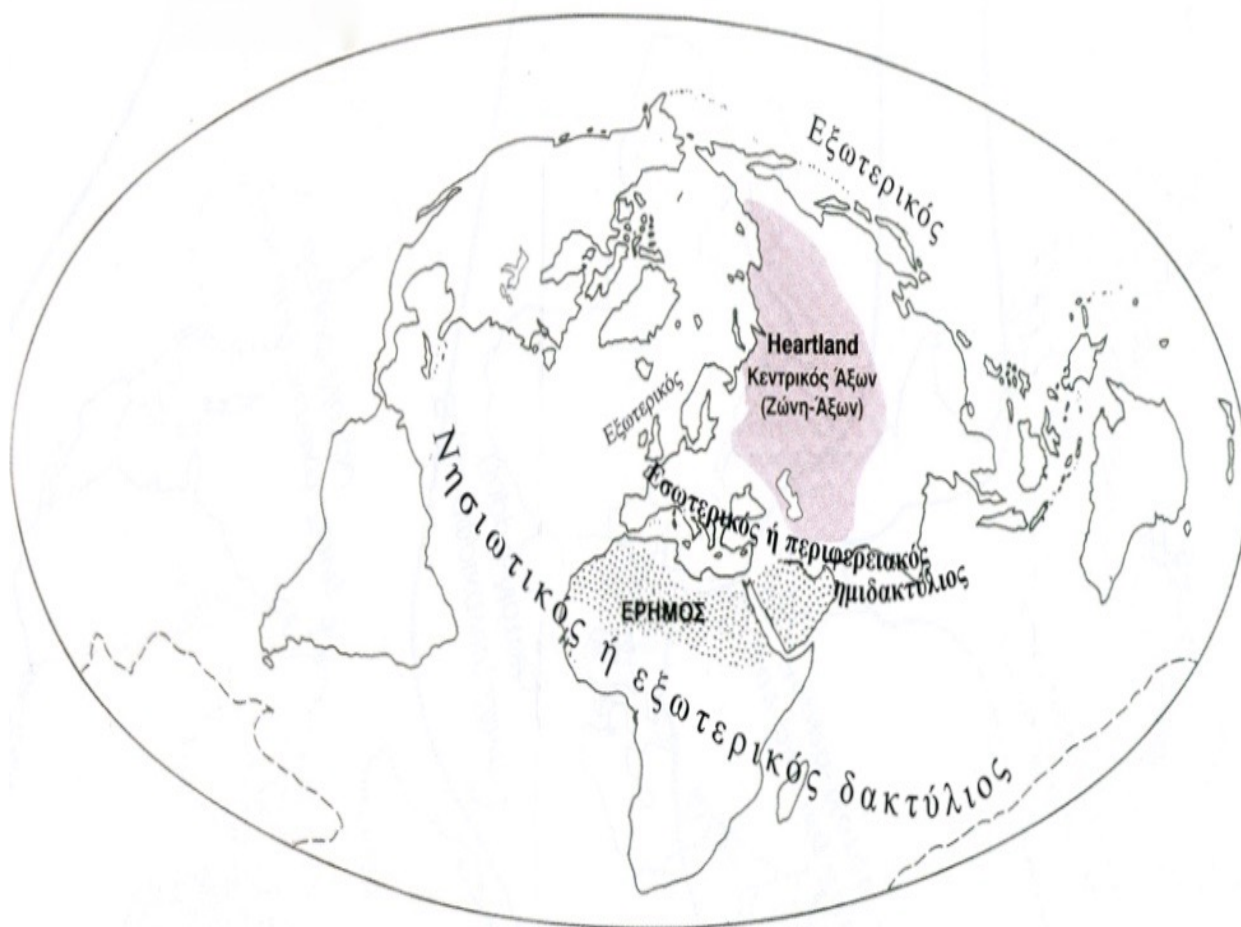 Εξωτερικός
Heartland
Κεντρικός Άξων
(Ζώνη-Άξων)
Εξωτερικός
Εσωτερικός ή περιφερειακός
ημιδακτύλιος
ΕΡΗΜΟΣ
Νησιωτικός ή εξωτερικός δακτύλιος